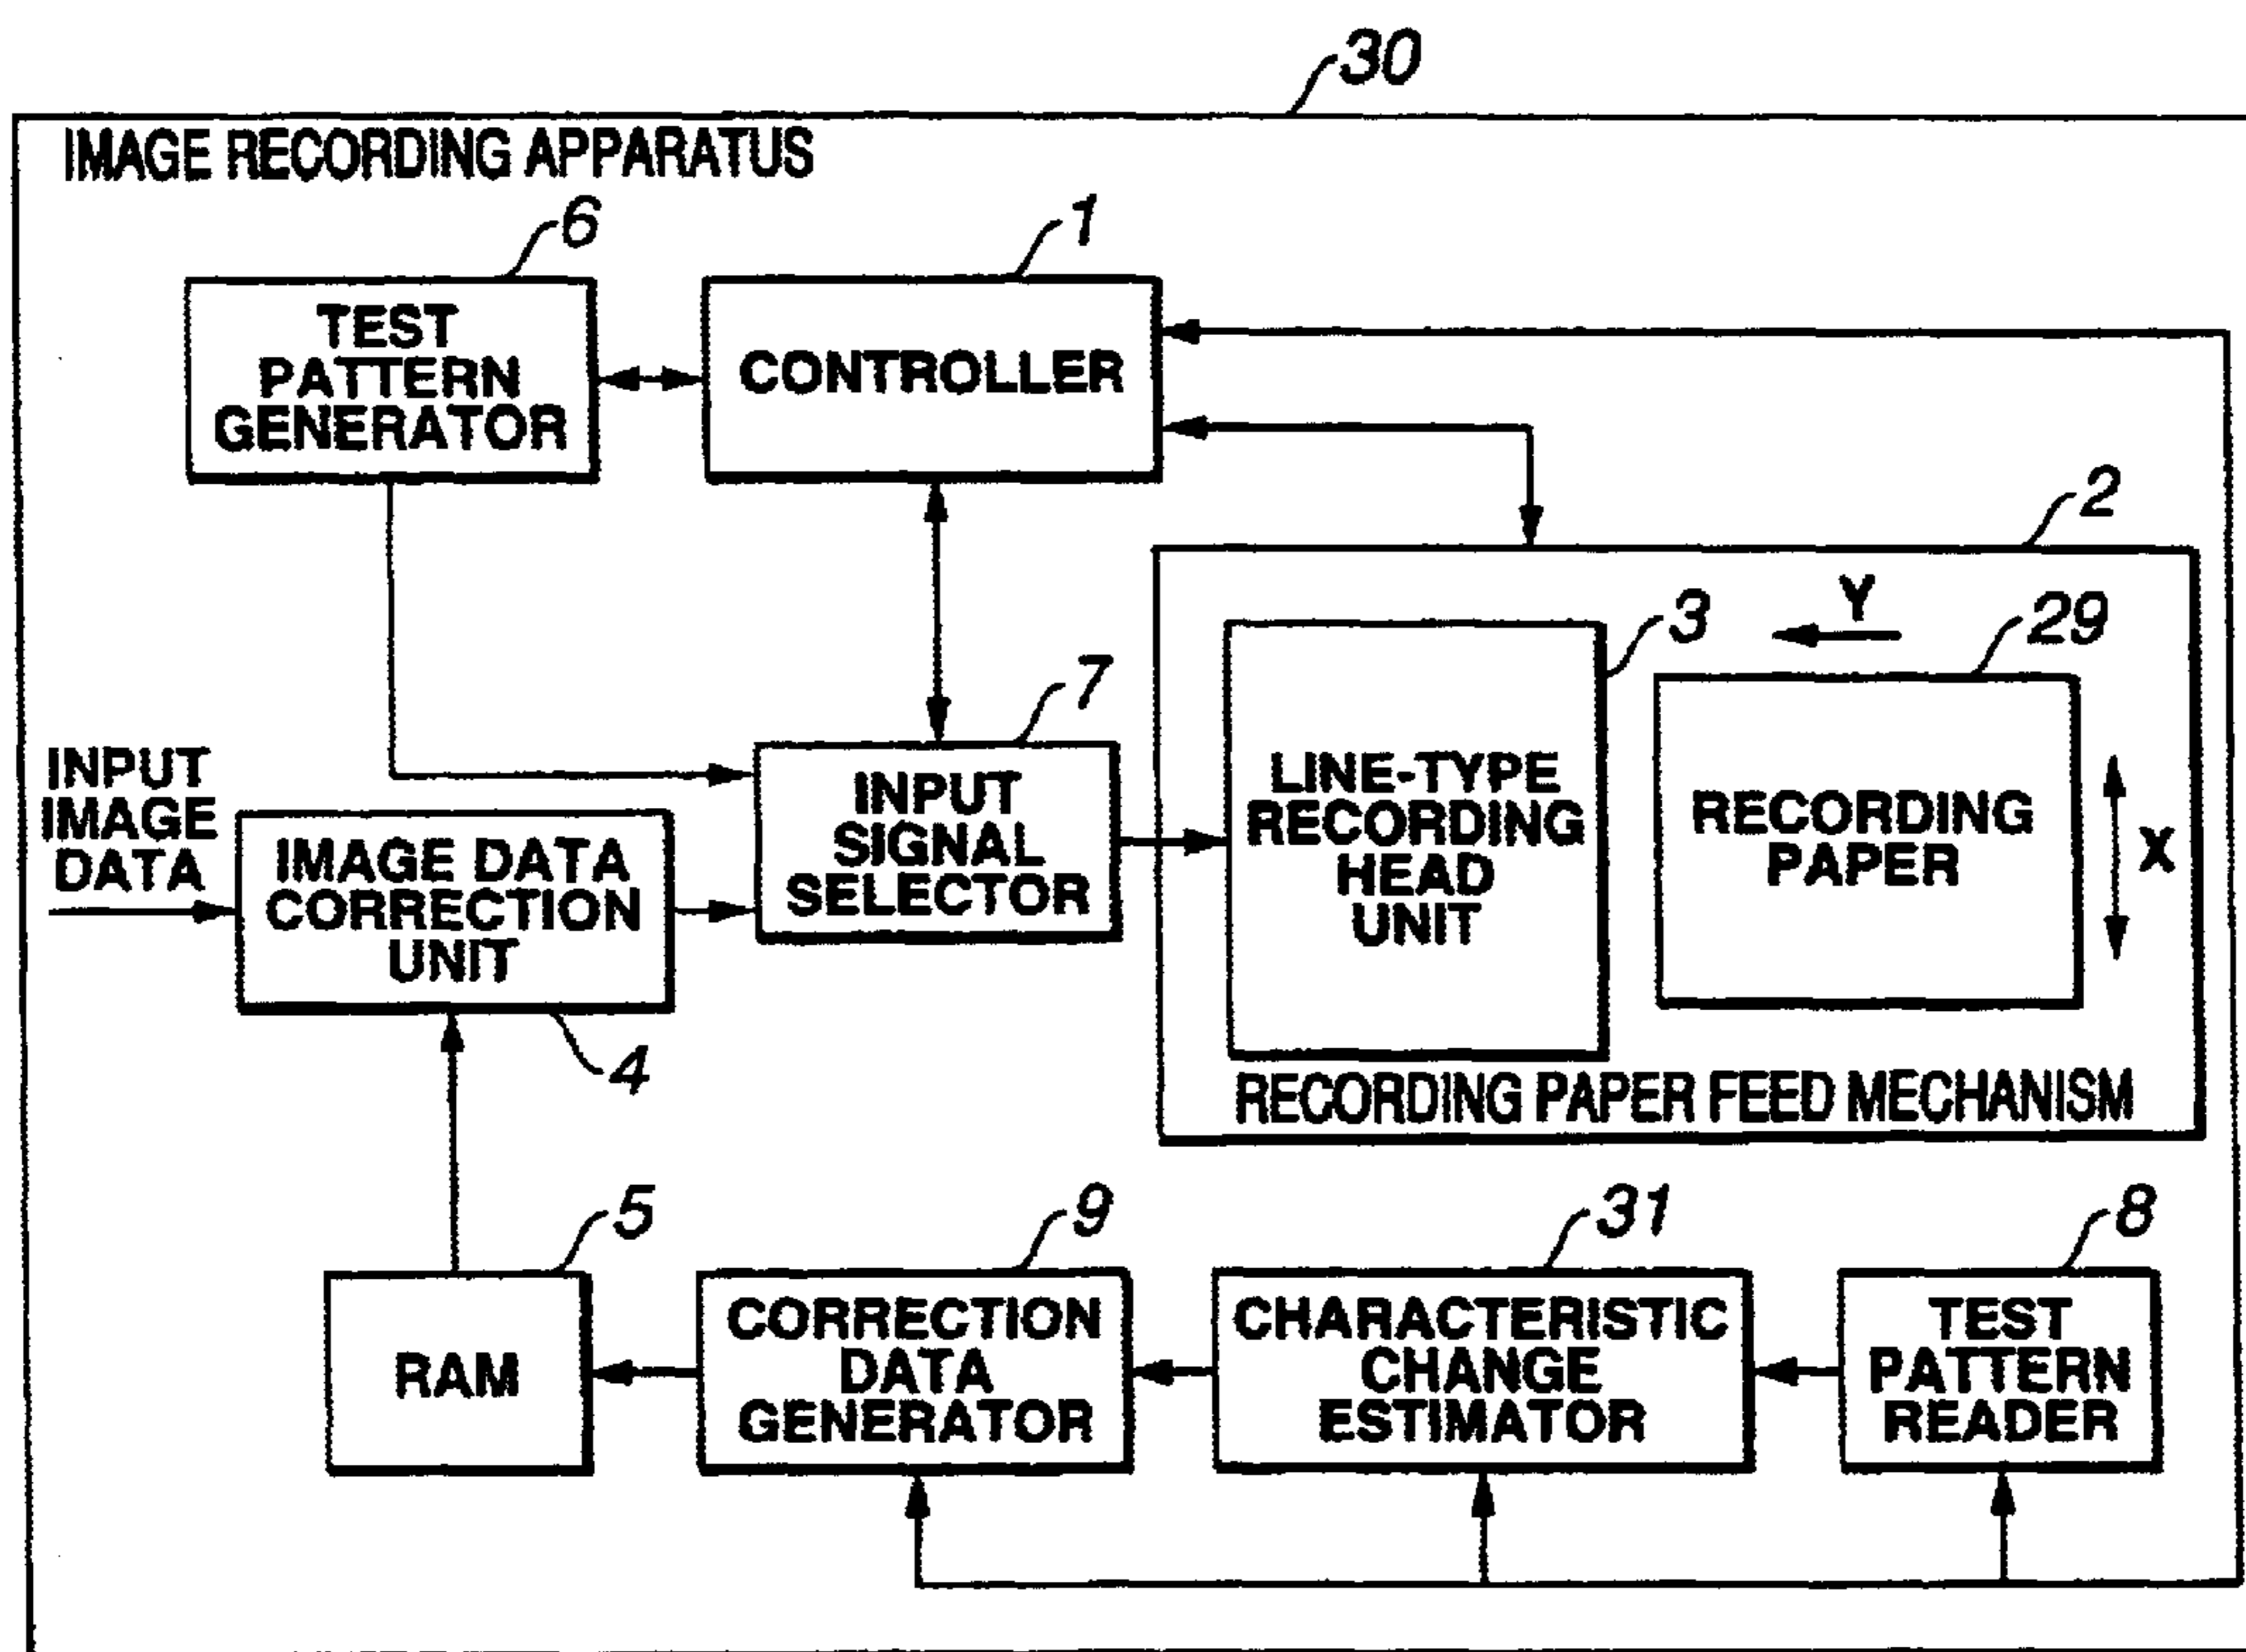 30
IMAGE RECORDING APPARATUS
6
1
TEST
PATTERN
GENERATOR
CONTROLLER
2
Y
3
29
7
INPUT
IMAGE
DATA
IMAGE DATA
CORRECTION
UNIT
4
INPUT
SIGNAL
SELECTOR
LINE-TYPE
RECORDING
HEAD
UNIT
RECORDING
PAPER
X
RECORDING PAPER FEED MECHANISM
5
9
31
8
RAM
CORRECTION
DATA
GENERATOR
CHARACTERISTIC
CHANGE
ESTIMATOR
TEST
PATTERN
READER